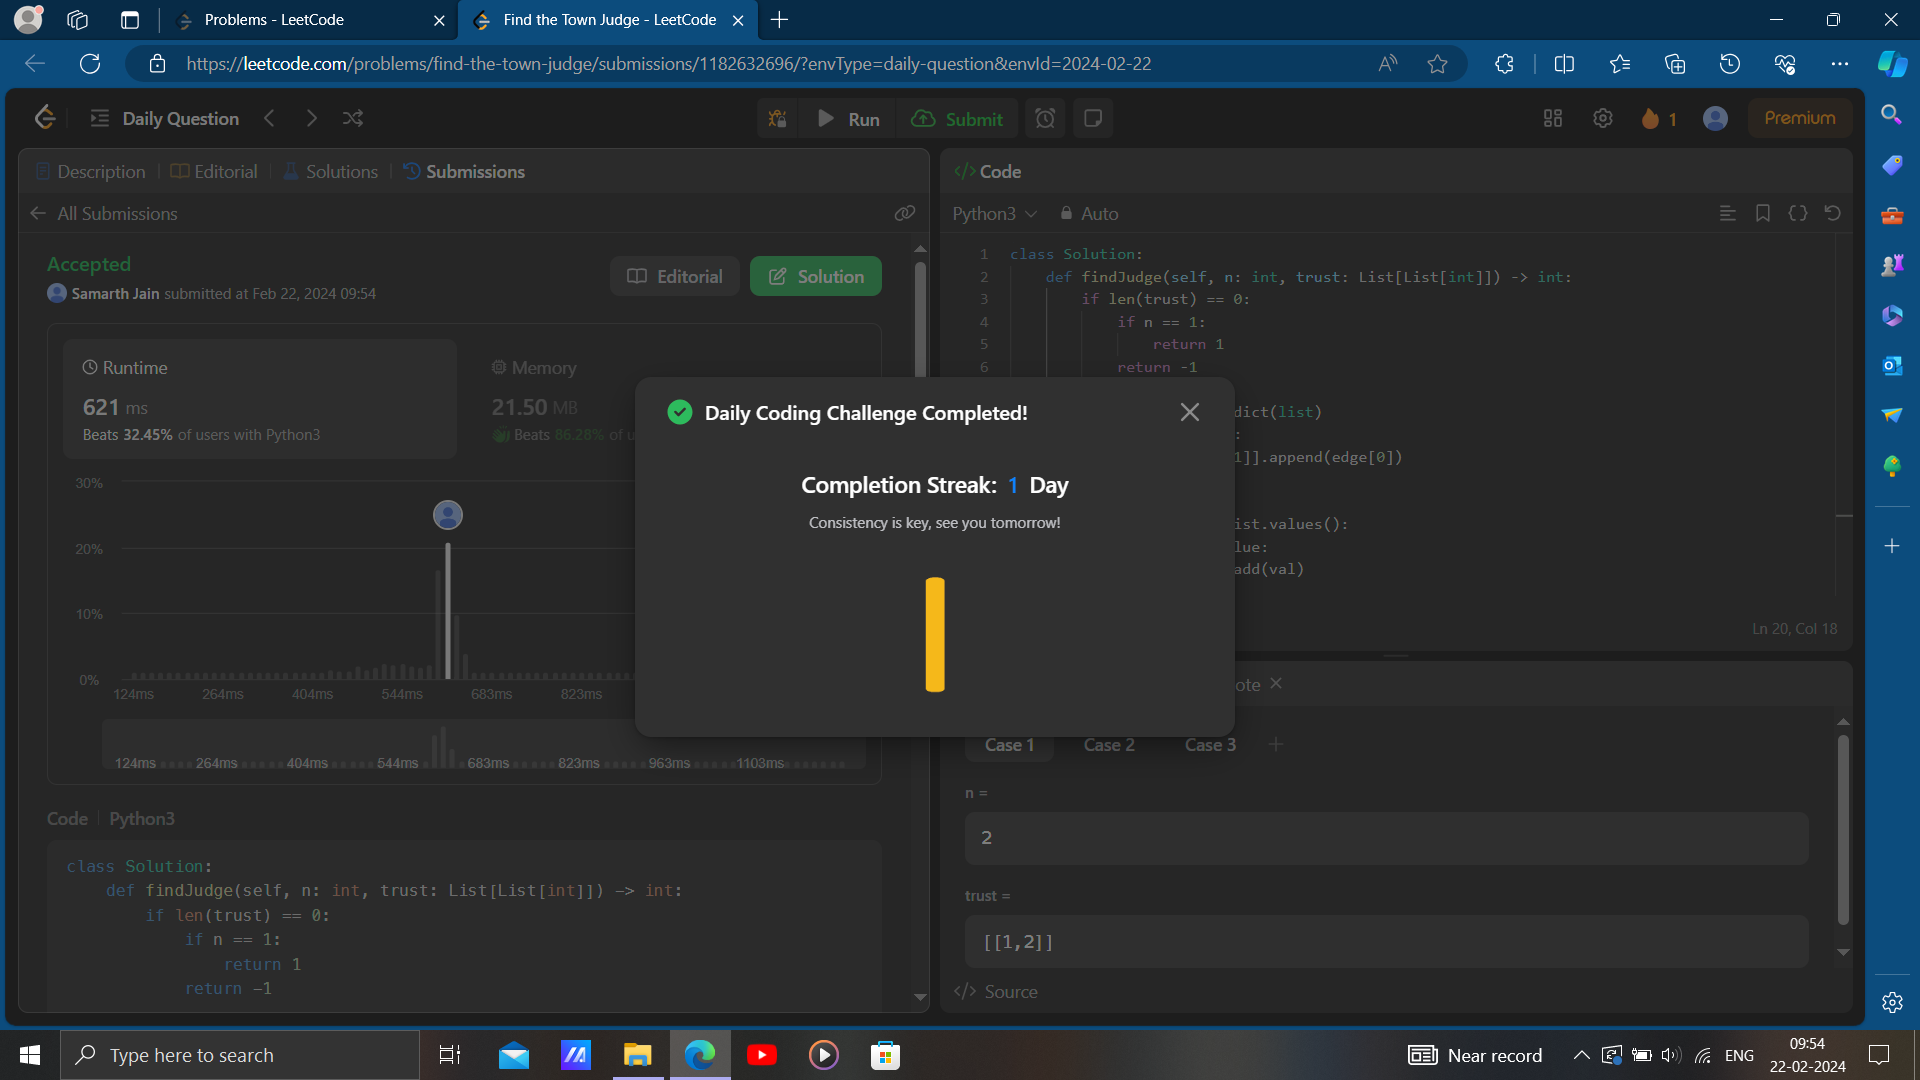 Problems - LeetCode
Find the Town Judge - LeetCode
https://leetcode.com/problems/find-the-town-judge/submissions/1182632696/?envType=daily-question&envId=2024-02-22
Daily Question
Run
Submit
1
Premium
Description
Editorial
Solutions
Submissions
All Submissions
Accepted
Samarth Jain submitted at Feb 22, 2024 09:54
Editorial
Solution
Runtime
621 ms
Beats 32.45% of users with Python3
Memory
21.50 MB
Beats 86.28% of u
30%
20%
10%
0%
124ms 264ms 404ms 544ms 683ms 823ms
124ms 264ms 404ms 544ms 683ms 823ms 963ms 1103ms
Code | Python3
class Solution:
def findJudge(self, n: int, trust: List[List[int]]) -> int:
if len(trust) == 0:
if n == 1:
return 1
return -1
</> Code
Python3
Auto
1 class Solution:
2 def findJudge(self, n: int, trust: List[List[int]]) -> int:
3 if len(trust) == 0:
4 if n == 1:
5 return 1
6 return -1
dict(list)
:
1]].append(edge[0])
ist.values():
lue:
add(val)
Ln 20, Col 18
Daily Coding Challenge Completed!
Completion Streak: 1 Day
Consistency is key, see you tomorrow!
ote
Case 1
Case 2
Case 3
n =
2
trust =
[[1,2]]
</> Source
Type here to search
Near record
ENG
09:54
22-02-2024